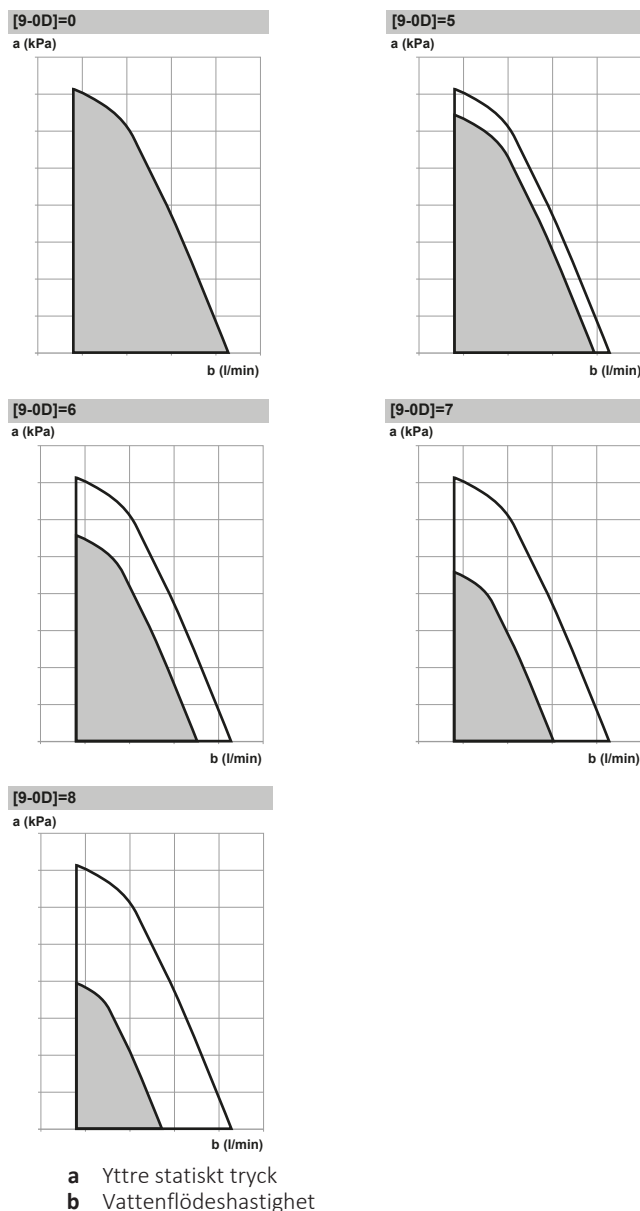 [9-0D]=0
a (kPa)
b (l/min)
[9-0D]=5
a (kPa)
b (l/min)
[9-0D]=6
a (kPa)
b (l/min)
[9-0D]=7
a (kPa)
b (l/min)
[9-0D]=8
a (kPa)
b (l/min)
a Yttre statiskt tryck
b Vattenflödeshastighet